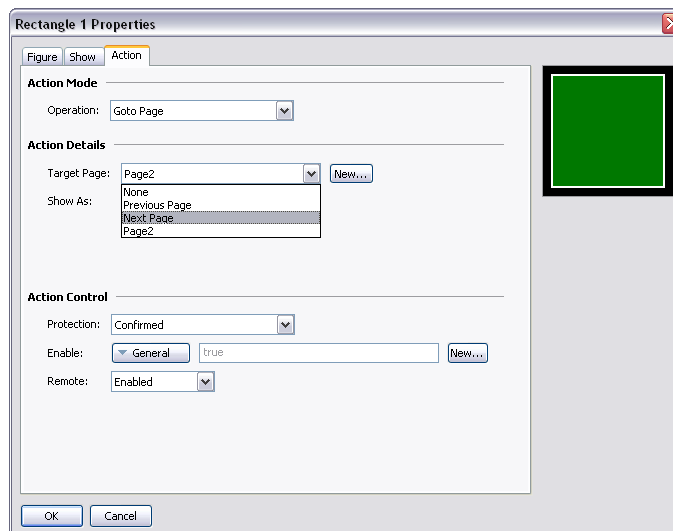 Rectangle 1 Properties
Figure Show Action
Action Mode
Operation: Goto Page
Action Details
Target Page: Page2 New...
None
Show As:
Previous Page
Next Page
Page2
Action Control
Protection: Confirmed
Enable: General true New...
Remote: Enabled
OK Cancel